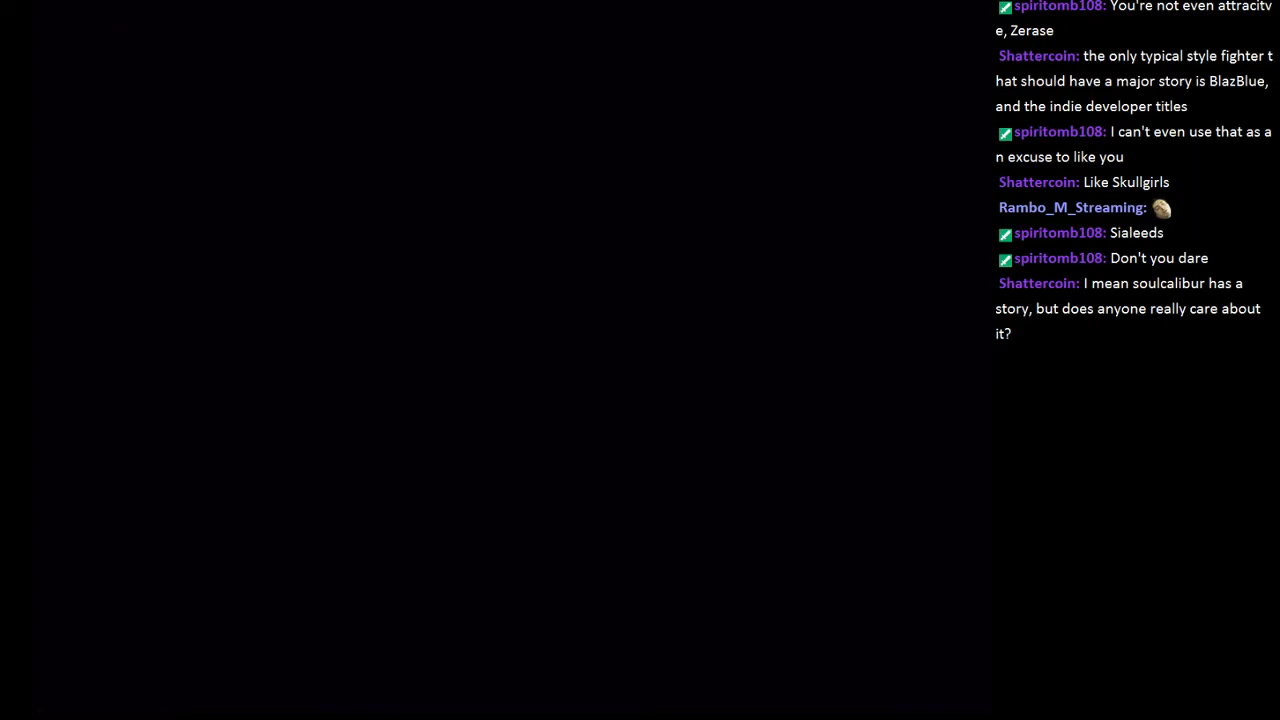 spiritomb108: You're not even attracitv
e, Zerase
Shattercoin: the only typical style fighter t
hat should have a major story is BlazBlue,
and the indie developer titles
spiritomb108: I can't even use that as a
n excuse to like you
Shattercoin: Like Skullgirls
Rambo_M_Streaming:
spiritomb108: Sialeeds
spiritomb108: Don't you dare
Shattercoin: I mean soulcalibur has a
story, but does anyone really care about
it?